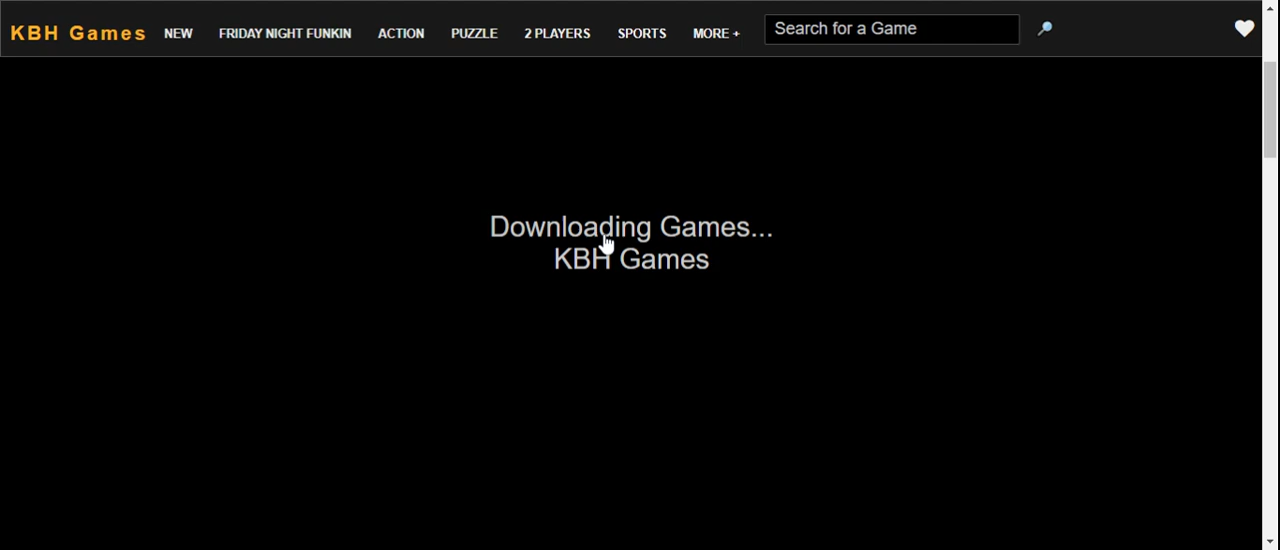 KBH Games NEW FRIDAY NIGHT FUNKIN ACTION PUZZLE 2 PLAYERS SPORTS MORE + Search for a Game
Downloading Games...
KBH Games